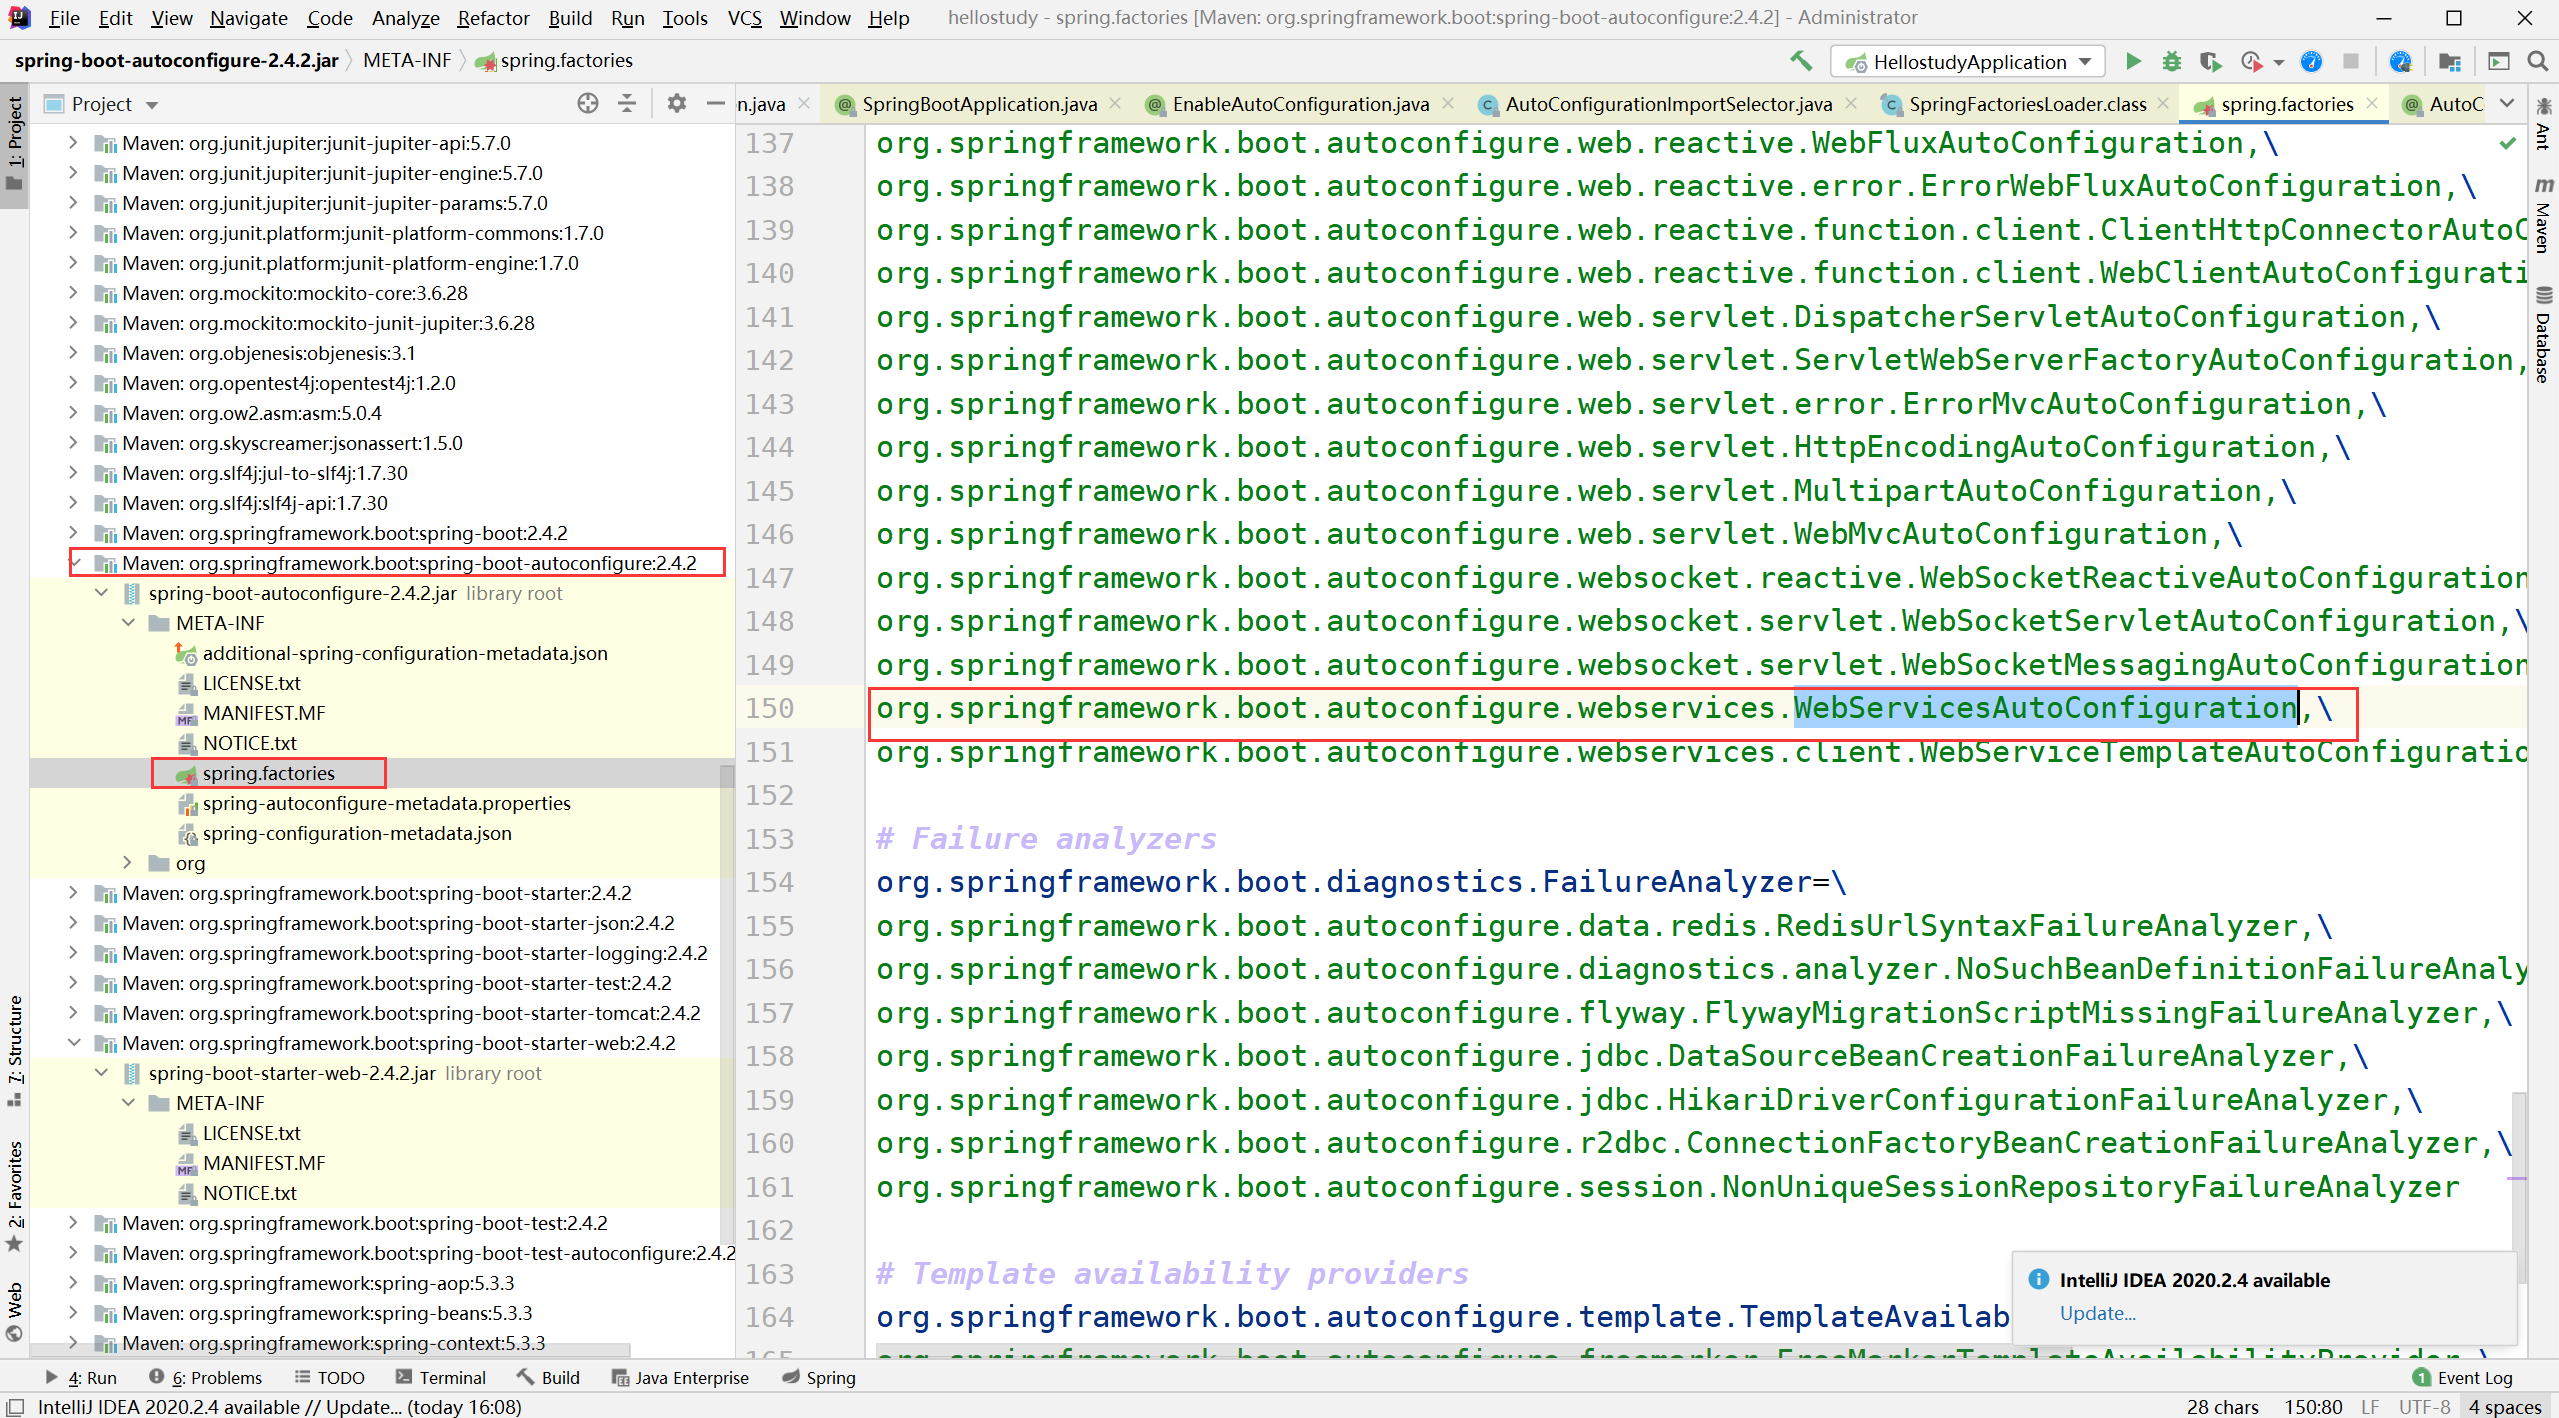 File Edit View Navigate Code Analyze Refactor Build Run Tools VCS Window Help hellostudy - spring.factories [Maven: org.springframework.boot:spring-boot-autoconfigure:2.4.2] - Administrator
spring-boot-autoconfigure-2.4.2.jar META-INF spring.factories HellostudyApplication
Project n.java SpringBootApplication.java EnableAutoConfiguration.java AutoConfigurationImportSelector.java SpringFactoriesLoader.class spring.factories AutoC
1: Project
7: Structure
2: Favorites
Web
Maven: org.junit.jupiter:junit-jupiter-api:5.7.0
Maven: org.junit.jupiter:junit-jupiter-engine:5.7.0
Maven: org.junit.jupiter:junit-jupiter-params:5.7.0
Maven: org.junit.platform:junit-platform-commons:1.7.0
Maven: org.junit.platform:junit-platform-engine:1.7.0
Maven: org.mockito:mockito-core:3.6.28
Maven: org.mockito:mockito-junit-jupiter:3.6.28
Maven: org.objenesis:objenesis:3.1
Maven: org.opentest4j:opentest4j:1.2.0
Maven: org.ow2.asm:asm:5.0.4
Maven: org.skyscreamer:jsonassert:1.5.0
Maven: org.slf4j:jul-to-slf4j:1.7.30
Maven: org.slf4j:slf4j-api:1.7.30
Maven: org.springframework.boot:spring-boot:2.4.2
Maven: org.springframework.boot:spring-boot-autoconfigure:2.4.2
spring-boot-autoconfigure-2.4.2.jar library root
META-INF
additional-spring-configuration-metadata.json
LICENSE.txt
MANIFEST.MF
NOTICE.txt
spring.factories
spring-autoconfigure-metadata.properties
spring-configuration-metadata.json
org
Maven: org.springframework.boot:spring-boot-starter:2.4.2
Maven: org.springframework.boot:spring-boot-starter-json:2.4.2
Maven: org.springframework.boot:spring-boot-starter-logging:2.4.2
Maven: org.springframework.boot:spring-boot-starter-test:2.4.2
Maven: org.springframework.boot:spring-boot-starter-tomcat:2.4.2
Maven: org.springframework.boot:spring-boot-starter-web:2.4.2
spring-boot-starter-web-2.4.2.jar library root
META-INF
LICENSE.txt
MANIFEST.MF
NOTICE.txt
Maven: org.springframework.boot:spring-boot-test:2.4.2
Maven: org.springframework.boot:spring-boot-test-autoconfigure:2.4.2
Maven: org.springframework:spring-aop:5.3.3
Maven: org.springframework:spring-beans:5.3.3
Maven: org.springframework:spring-context:5.3.3
137 org.springframework.boot.autoconfigure.web.reactive.WebFluxAutoConfiguration,\
138 org.springframework.boot.autoconfigure.web.reactive.error.ErrorWebFluxAutoConfiguration,\
139 org.springframework.boot.autoconfigure.web.reactive.function.client.ClientHttpConnectorAutoC
140 org.springframework.boot.autoconfigure.web.reactive.function.client.WebClientAutoConfigurati
141 org.springframework.boot.autoconfigure.web.servlet.DispatcherServletAutoConfiguration,\
142 org.springframework.boot.autoconfigure.web.servlet.ServletWebServerFactoryAutoConfiguration,
143 org.springframework.boot.autoconfigure.web.servlet.error.ErrorMvcAutoConfiguration,\
144 org.springframework.boot.autoconfigure.web.servlet.HttpEncodingAutoConfiguration,\
145 org.springframework.boot.autoconfigure.web.servlet.MultipartAutoConfiguration,\
146 org.springframework.boot.autoconfigure.web.servlet.WebMvcAutoConfiguration,\
147 org.springframework.boot.autoconfigure.websocket.reactive.WebSocketReactiveAutoConfiguration
148 org.springframework.boot.autoconfigure.websocket.servlet.WebSocketServletAutoConfiguration,\
149 org.springframework.boot.autoconfigure.websocket.servlet.WebSocketMessagingAutoConfiguration
150 org.springframework.boot.autoconfigure.webservices.WebServicesAutoConfiguration,\
151 org.springframework.boot.autoconfigure.webservices.client.WebServiceTemplateAutoConfiguratio
152
153 # Failure analyzers
154 org.springframework.boot.diagnostics.FailureAnalyzer=\
155 org.springframework.boot.autoconfigure.data.redis.RedisUrlSyntaxFailureAnalyzer,\
156 org.springframework.boot.autoconfigure.diagnostics.analyzer.NoSuchBeanDefinitionFailureAnaly
157 org.springframework.boot.autoconfigure.flyway.FlywayMigrationScriptMissingFailureAnalyzer,\
158 org.springframework.boot.autoconfigure.jdbc.DataSourceBeanCreationFailureAnalyzer,\
159 org.springframework.boot.autoconfigure.jdbc.HikariDriverConfigurationFailureAnalyzer,\
160 org.springframework.boot.autoconfigure.r2dbc.ConnectionFactoryBeanCreationFailureAnalyzer,\
161 org.springframework.boot.autoconfigure.session.NonUniqueSessionRepositoryFailureAnalyzer
162
163 # Template availability providers
164 org.springframework.boot.autoconfigure.template.TemplateAvailab
165 org.springframework.boot.autoconfigure.freemarker.FreeMarkerTemplateAvailabilityProvider,\
Ant
Maven
Database
IntelliJ IDEA 2020.2.4 available
Update...
4: Run 6: Problems TODO Terminal Build Java Enterprise Spring 1 Event Log
IntelliJ IDEA 2020.2.4 available // Update... (today 16:08) 28 chars 150:80 LF UTF-8 4 spaces